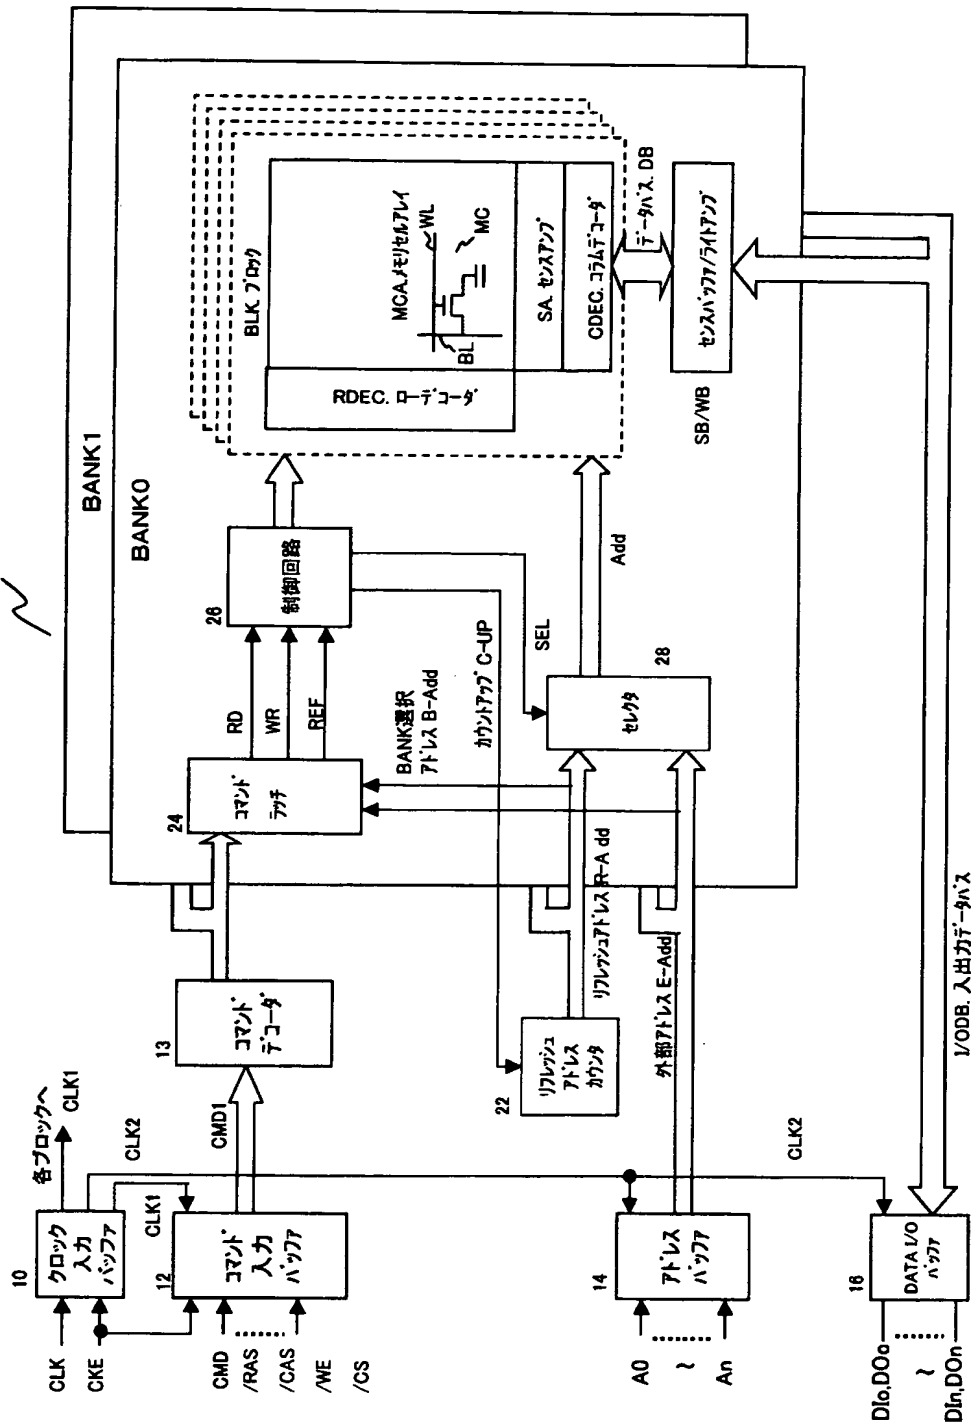 BANK1
BANK0
10
クロック
入力
バッファ
CLK
CKE
各ブロックへ
CLK1
CLK2
CLK1
12
コマンド
入力
バッファ
CMD
/RAS
/CAS
/WE
/CS
CMD1
13
コマンド
デコーダ
24
コマンド
ラッチ
RD
WR
REF
26
制御回路
BLK. ブロック
MCA.メモリセルアレイ
WL
MC
BL
RDEC. ローデコーダ
SA. センスアンプ
CDEC. コラムデコーダ
データバス. DB
センスバッファ/ライトアンプ
SB/WB
BANK選択
アドレス B-Add
カウントアップ C-UP
SEL
Add
28
セレクタ
22
リフレッシュ
アドレス
カウンタ
リフレッシュアドレス R-A dd
外部アドレス E-Add
14
アドレス
バッファ
A0
~
An
CLK2
16
DATA I/O
バッファ
DIo,DOo
~
DIn,DOn
I/ODB. 入出力データバス